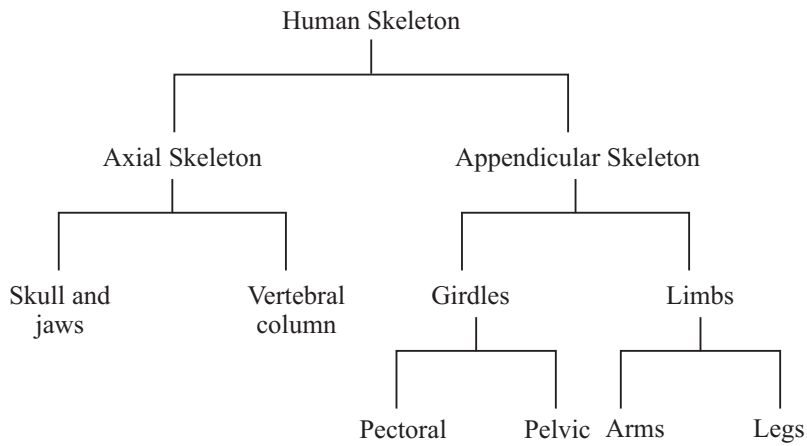 Human Skeleton
Axial Skeleton
Appendicular Skeleton
Skull and
jaws
Vertebral
column
Girdles
Limbs
Pectoral
Pelvic
Arms
Legs